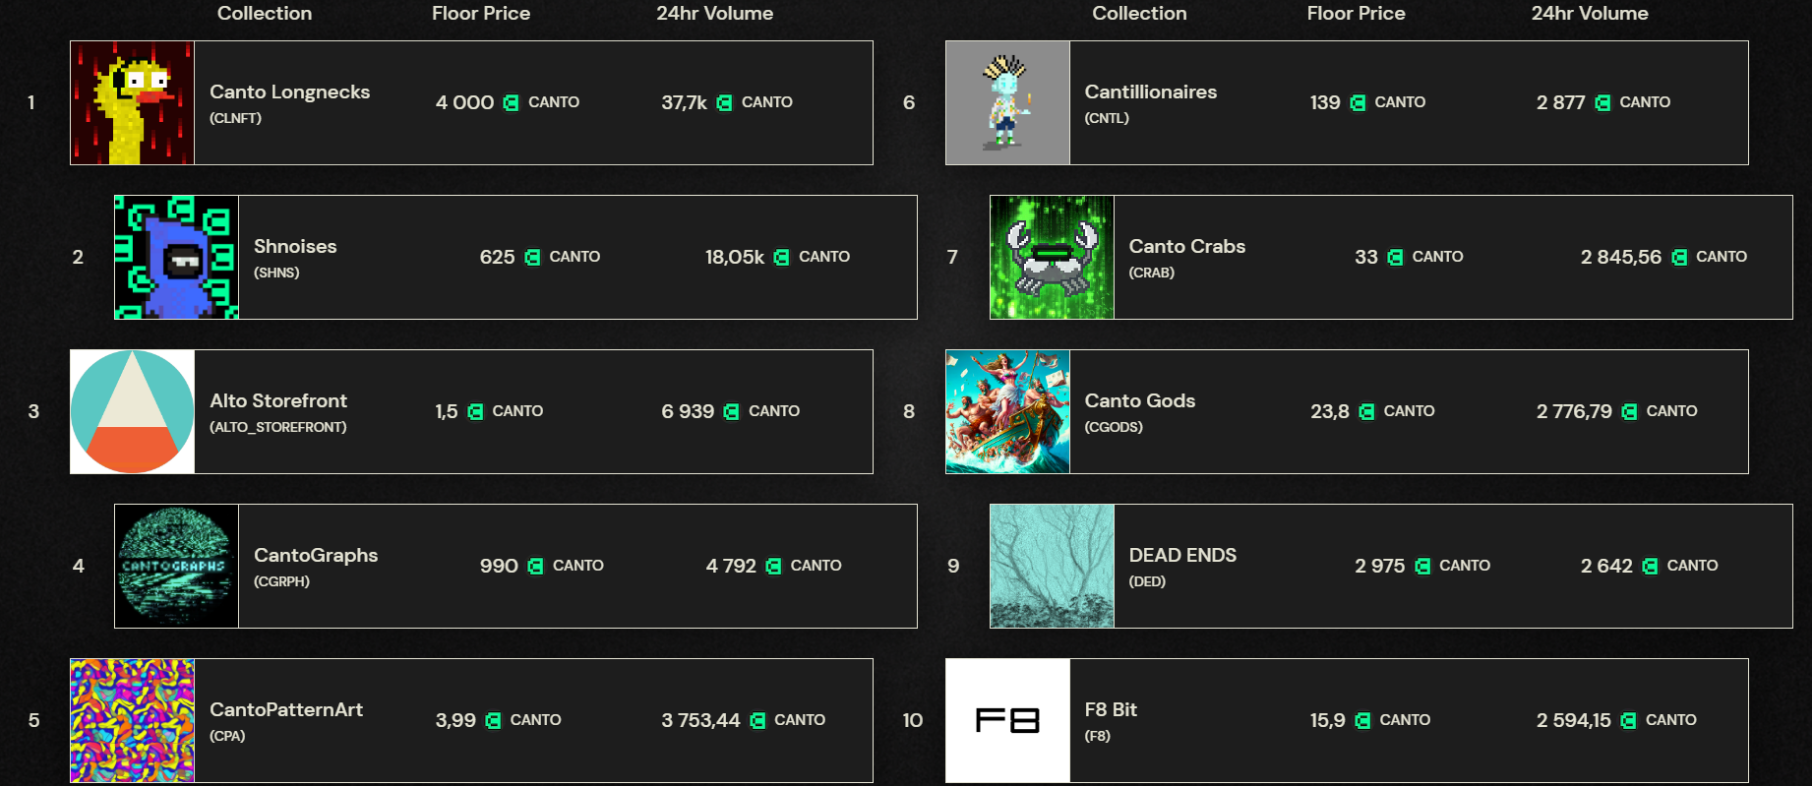 Collection Floor Price 24hr Volume
1 Canto Longnecks 4 000 CANTO 37,7k CANTO
(CLNFT)
2 Shnoises 625 CANTO 18,05k CANTO
(SHNS)
3 Alto Storefront 1,5 CANTO 6 939 CANTO
(ALTO_STOREFRONT)
4 CANTOGRAPHS CantoGraphs 990 CANTO 4 792 CANTO
(CGRPH)
5 CantoPatternArt 3,99 CANTO 3 753,44 CANTO
(CPA)
Collection Floor Price 24hr Volume
6 Cantillionaires 139 CANTO 2 877 CANTO
(CNTL)
7 Canto Crabs 33 CANTO 2 845,56 CANTO
(CRAB)
8 Canto Gods 23,8 CANTO 2 776,79 CANTO
(CGODS)
9 DEAD ENDS 2 975 CANTO 2 642 CANTO
(DED)
10 F8 F8 Bit 15,9 CANTO 2 594,15 CANTO
(F8)